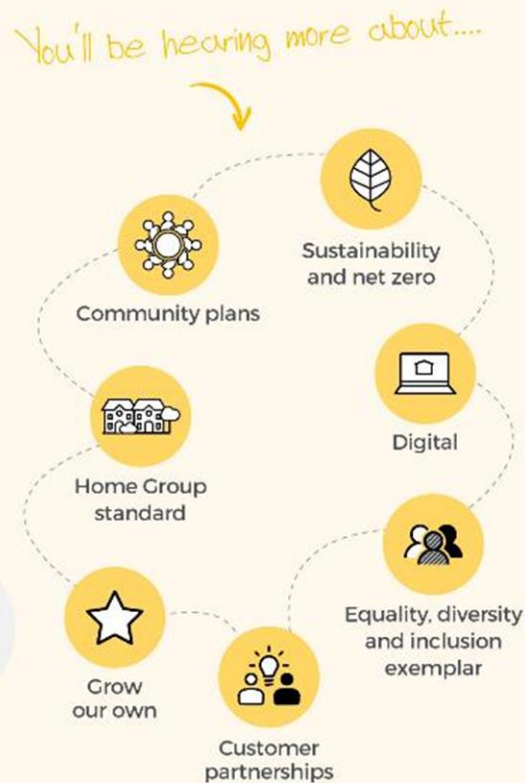 You'll be hearing more about....
Sustainability
and net zero
Community plans
Digital
Home Group
standard
Equality, diversity
and inclusion
exemplar
Grow
our own
Customer
partnerships